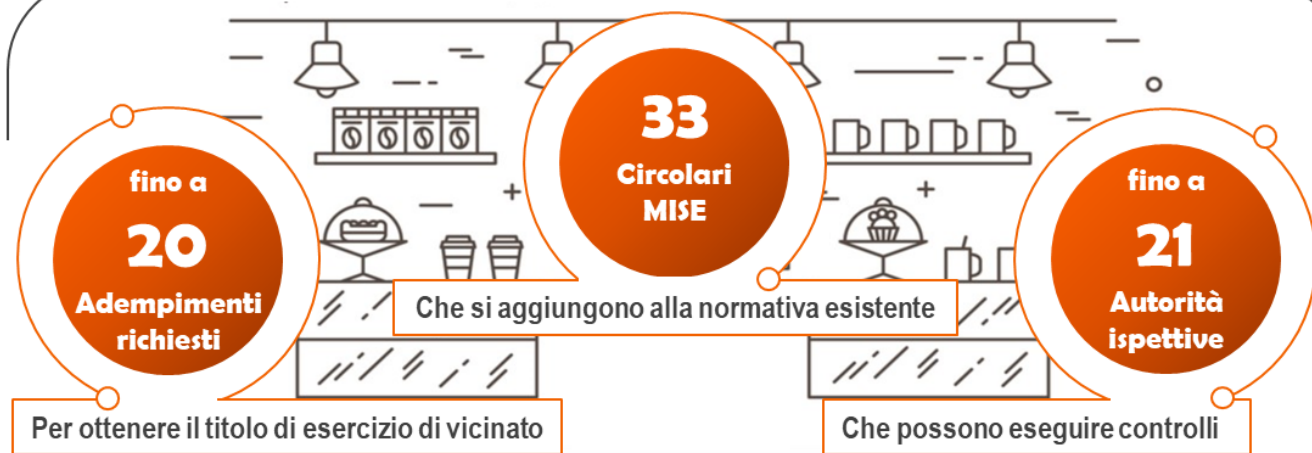 fino a
20
Adempimenti
richiesti
Per ottenere il titolo di esercizio di vicinato
33
Circolari
MISE
Che si aggiungono alla normativa esistente
fino a
21
Autorità
ispettive
Che possono eseguire controlli